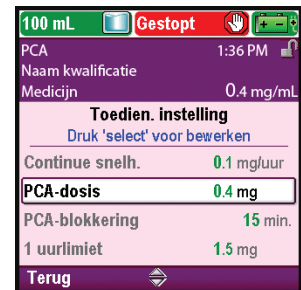 100 mL Gestopt
PCA 1:36 PM
Naam kwalificatie
Medicijn 0.4 mg/mL
Toedien. instelling
Druk 'select' voor bewerken
Continue snelh. 0.1 mg/uur
PCA-dosis 0.4 mg
PCA-blokkering 15 min.
1 uurlimiet 1.5 mg
Terug